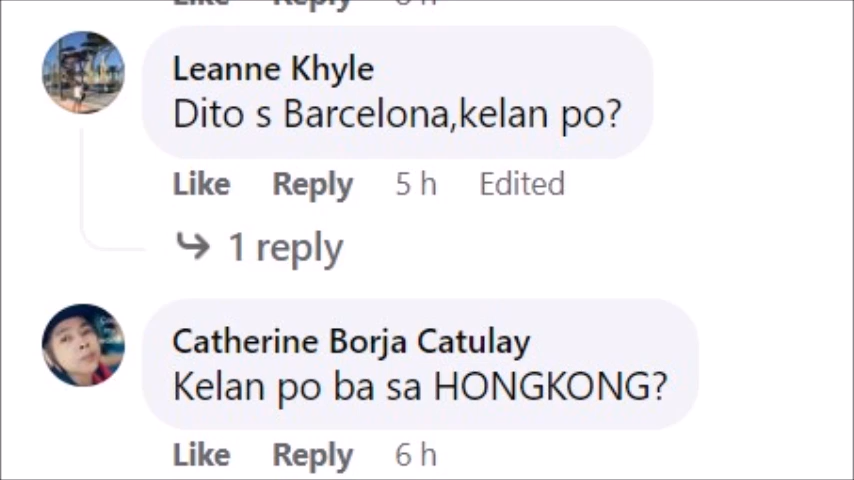 Leanne Khyle
Dito s Barcelona,kelan po?
Like Reply 5 h Edited
1 reply
Catherine Borja Catulay
Kelan po ba sa HONGKONG?
Like Reply 6 h